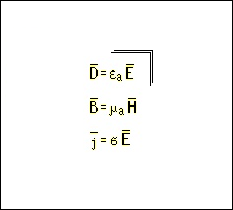 D̅ = εₐ E̅
B̅ = μₐ H̅
j̅ = σ E̅